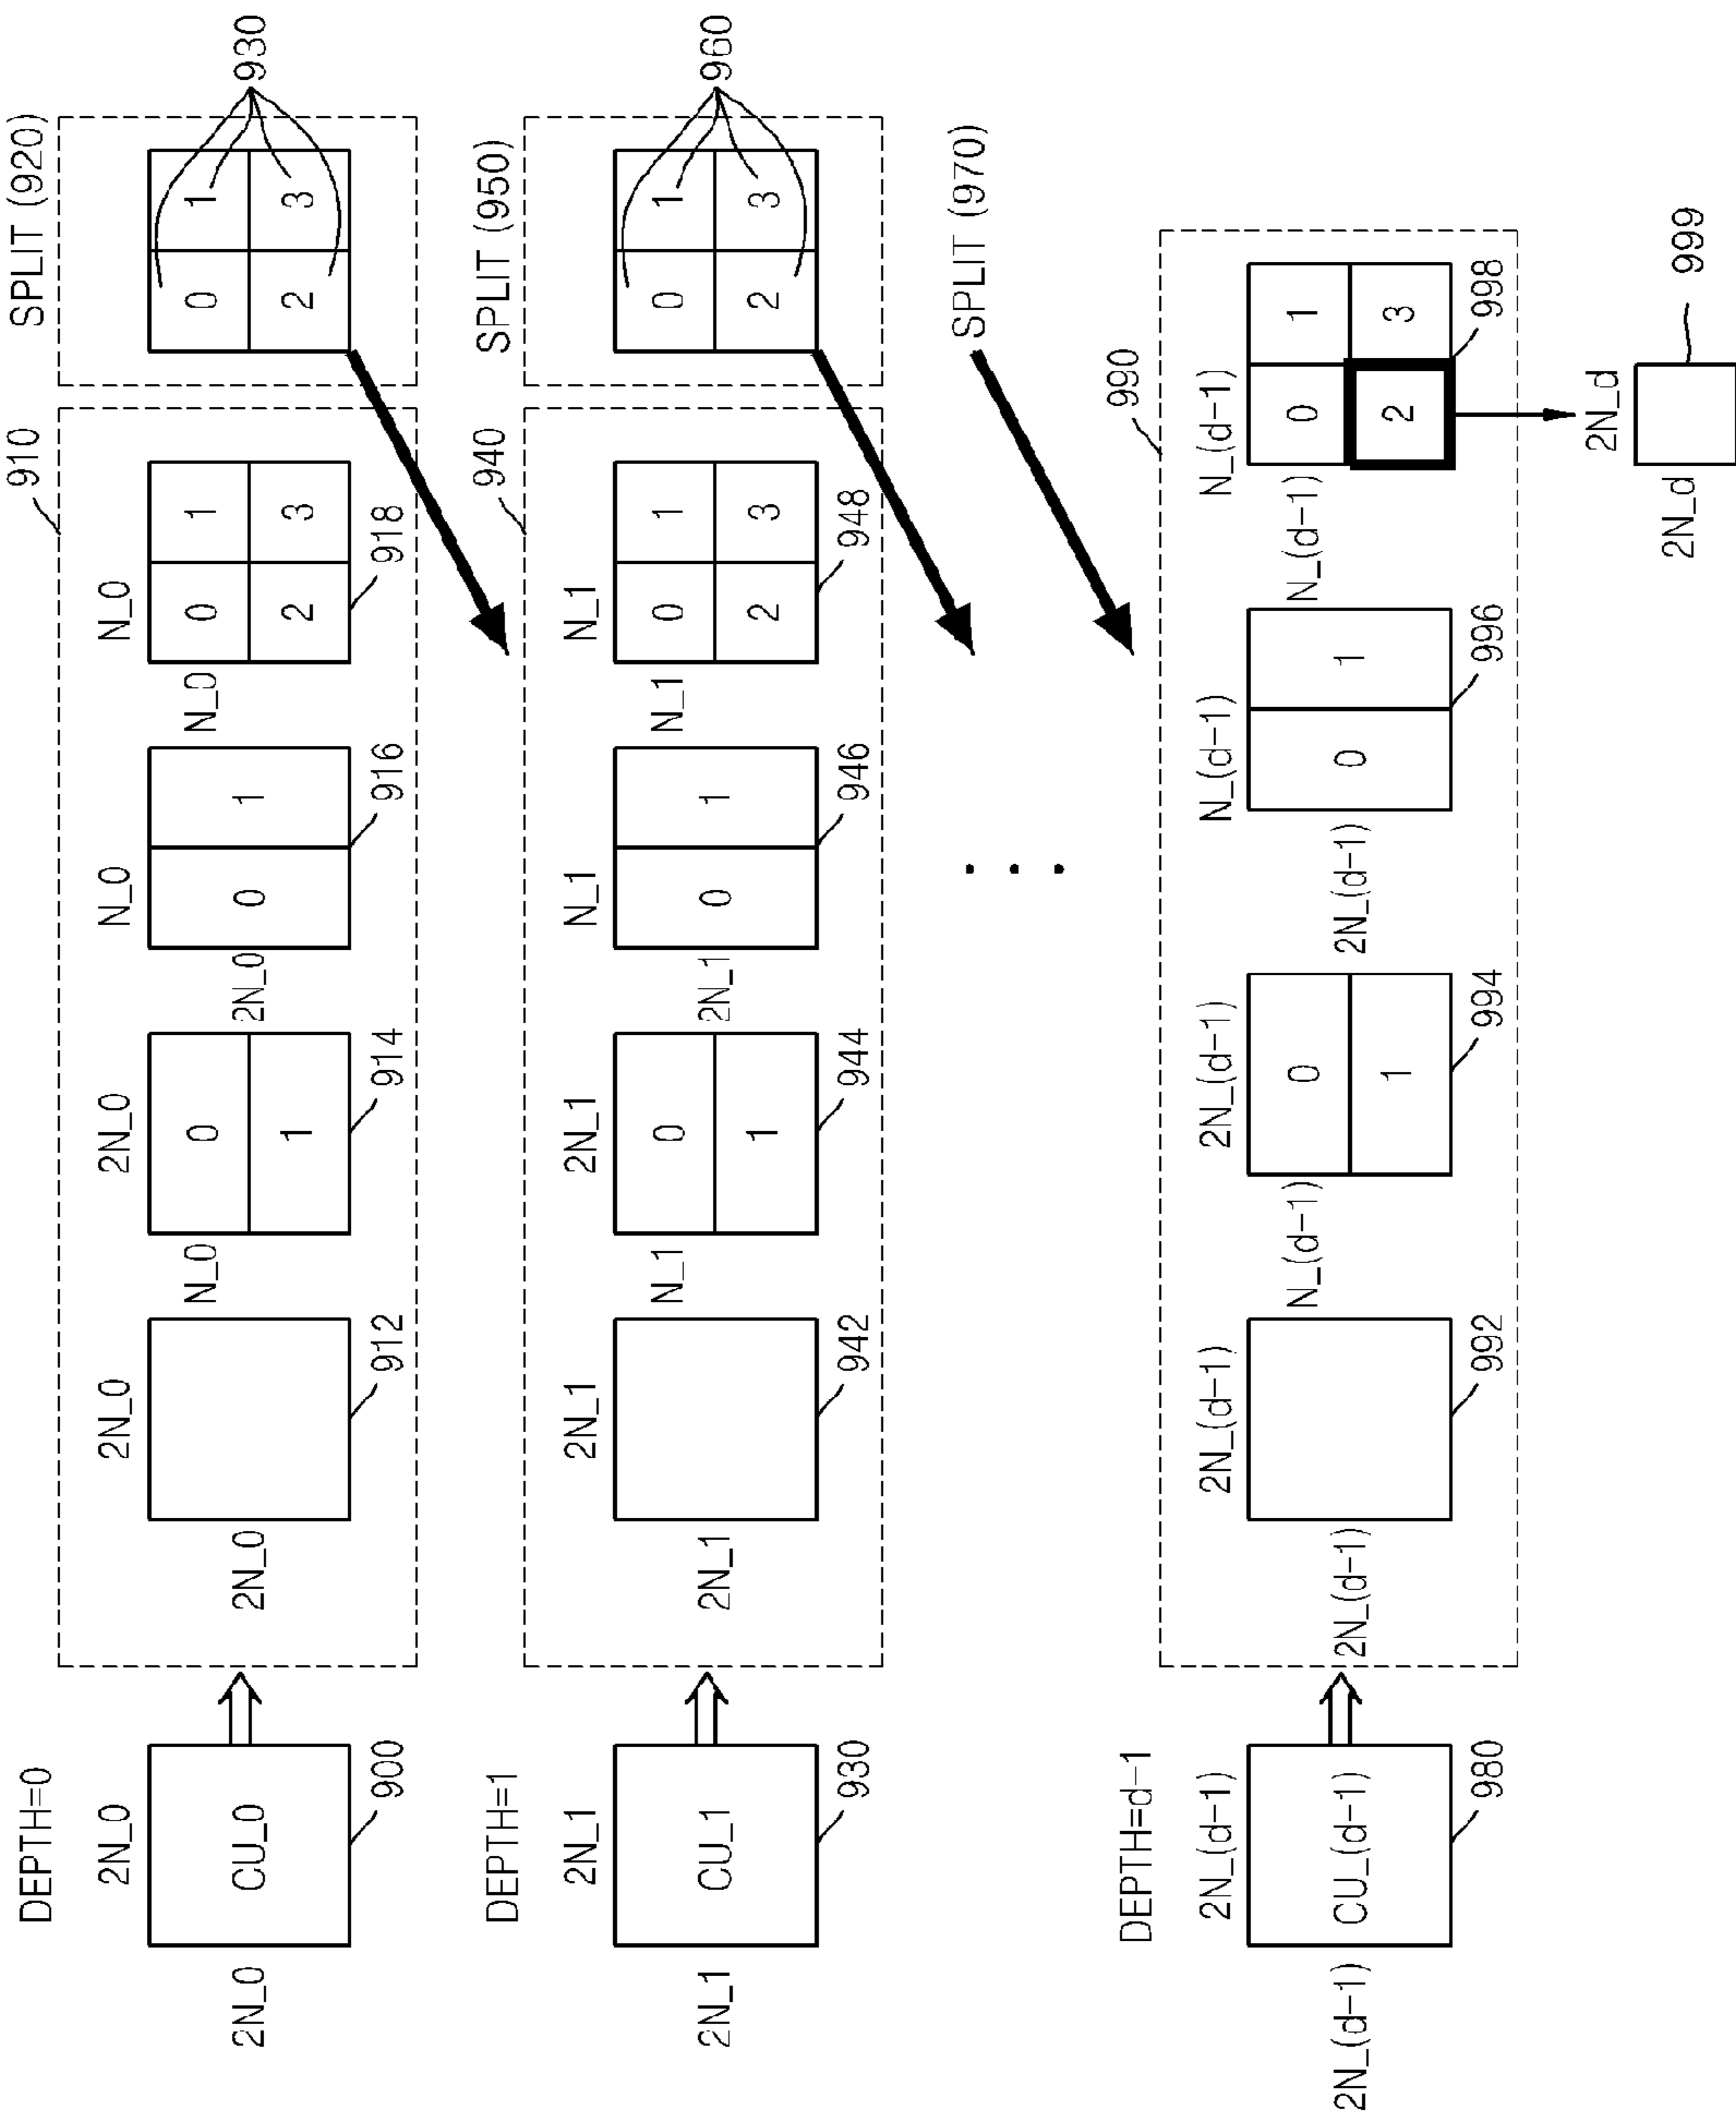 DEPTH=0
2N_0
2N_0
CU_0
900
910
2N_0
2N_0
912
2N_0
N_0
0
1
914
N_0
2N_0
0
1
916
N_0
N_0
0
1
2
3
918
SPLIT (920)
0
1
2
3
930
DEPTH=1
2N_1
2N_1
CU_1
930
940
2N_1
2N_1
942
2N_1
N_1
0
1
944
N_1
2N_1
0
1
946
N_1
N_1
0
1
2
3
948
SPLIT (950)
0
1
2
3
960
SPLIT (970)
DEPTH=d-1
2N_(d-1)
2N_(d-1)
CU_(d-1)
980
990
2N_(d-1)
2N_(d-1)
992
2N_(d-1)
N_(d-1)
0
1
994
N_(d-1)
2N_(d-1)
0
1
996
N_(d-1)
N_(d-1)
0
1
2
3
998
2N_d
2N_d
999